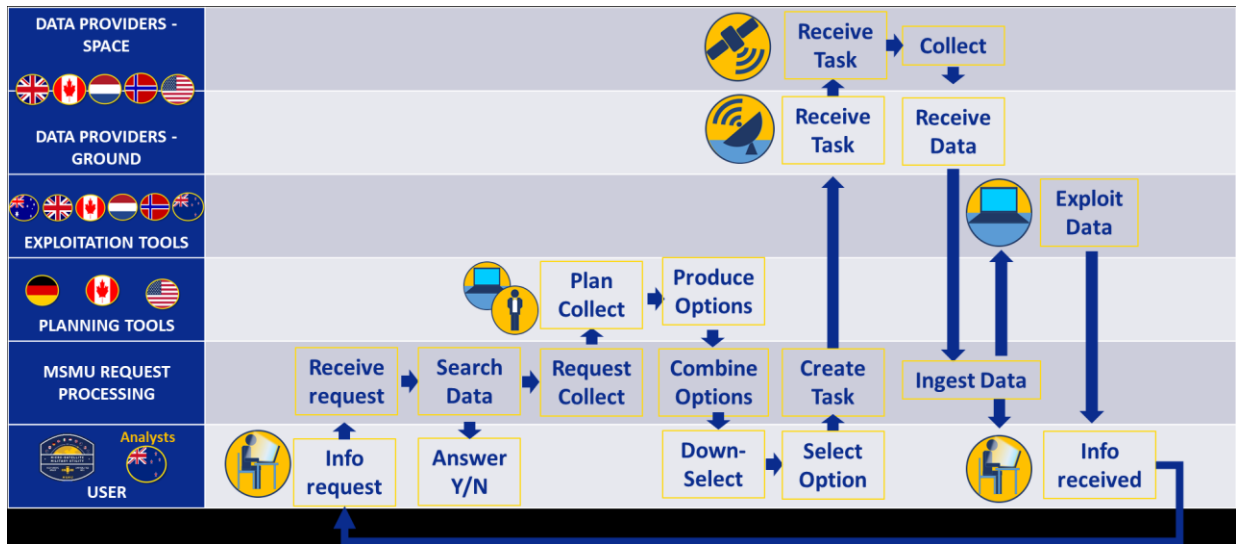 DATA PROVIDERS -
SPACE
Receive
Task
Collect
DATA PROVIDERS -
GROUND
Receive
Task
Receive
Data
EXPLOITATION TOOLS
Exploit
Data
PLANNING TOOLS
Plan
Collect
Produce
Options
MSMU REQUEST
PROCESSING
Receive
request
Search
Data
Request
Collect
Combine
Options
Create
Task
Ingest Data
Analysts
USER
Info
request
Answer
Y/N
Down-
Select
Select
Option
Info
received